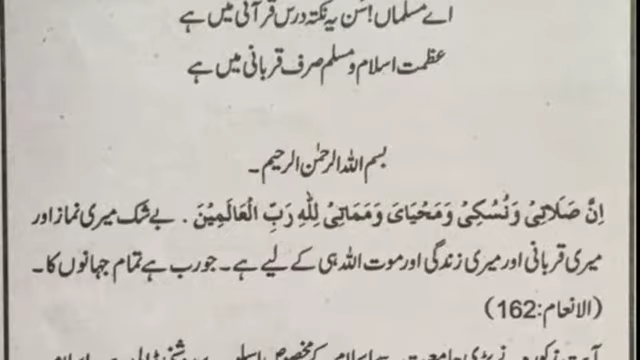 اے مسلماں! سُن یہ نکتہ درسِ قرآنی میں ہے
عظمت اسلام و مسلم صرف قربانی میں ہے
بسم اللہ الرحمٰن الرحیم۔
اِنَّ صَلَاتِیْ وَنُسُکِیْ وَمَحْیَایَ وَمَمَاتِیْ لِلّٰہِ رَبِّ الْعَالَمِیْنَ . بے شک میری نماز اور
میری قربانی اور میری زندگی اور موت اللہ ہی کے لیے ہے۔ جو رب ہے تمام جہانوں کا۔
(الانعام:162)